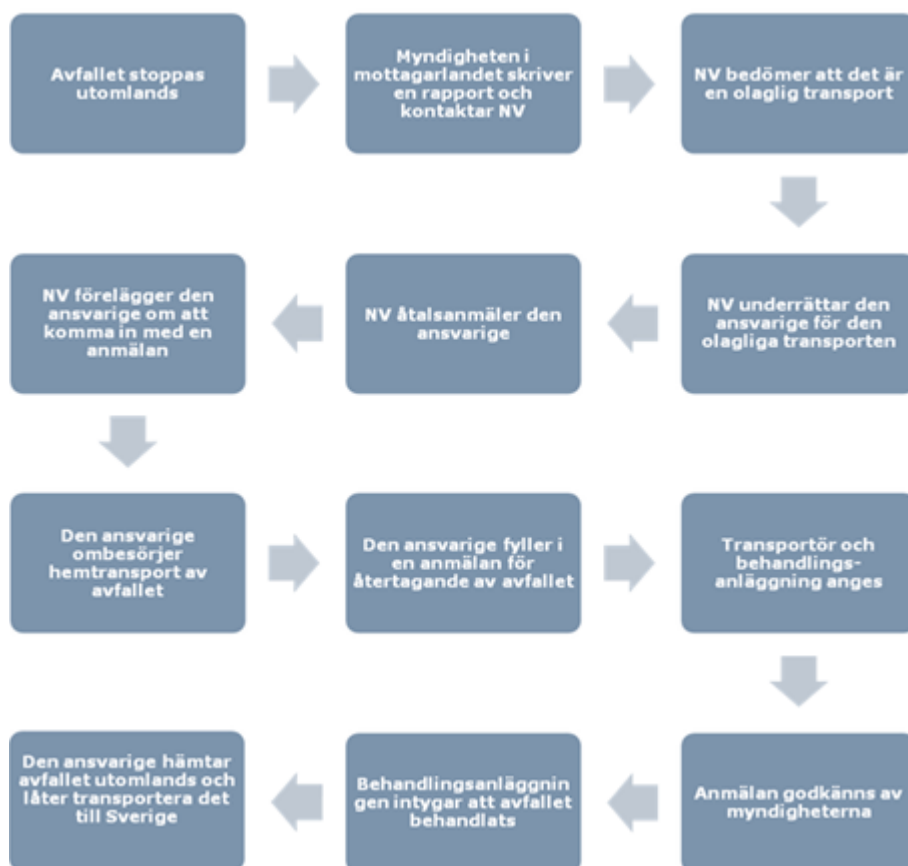 Avfallet stoppas
utomlands
Myndigheten i
mottagarlandet skriver
en rapport och
kontaktar NV
NV bedömer att det är
en olaglig transport
NV underrättar den
ansvarige för den
olagliga transporten
NV åtalsanmäler den
ansvarige
NV förelägger den
ansvarige om att
komma in med en
anmälan
Den ansvarige
ombesörjer
hemtransport av
avfallet
Den ansvarige fyller i
en anmälan för
återtagande av avfallet
Transportör och
behandlings-
anläggning anges
Anmälan godkänns av
myndigheterna
Behandlingsanläggnin
gen intygar att avfallet
behandlats
Den ansvarige hämtar
avfallet utomlands och
låter transportera det
till Sverige